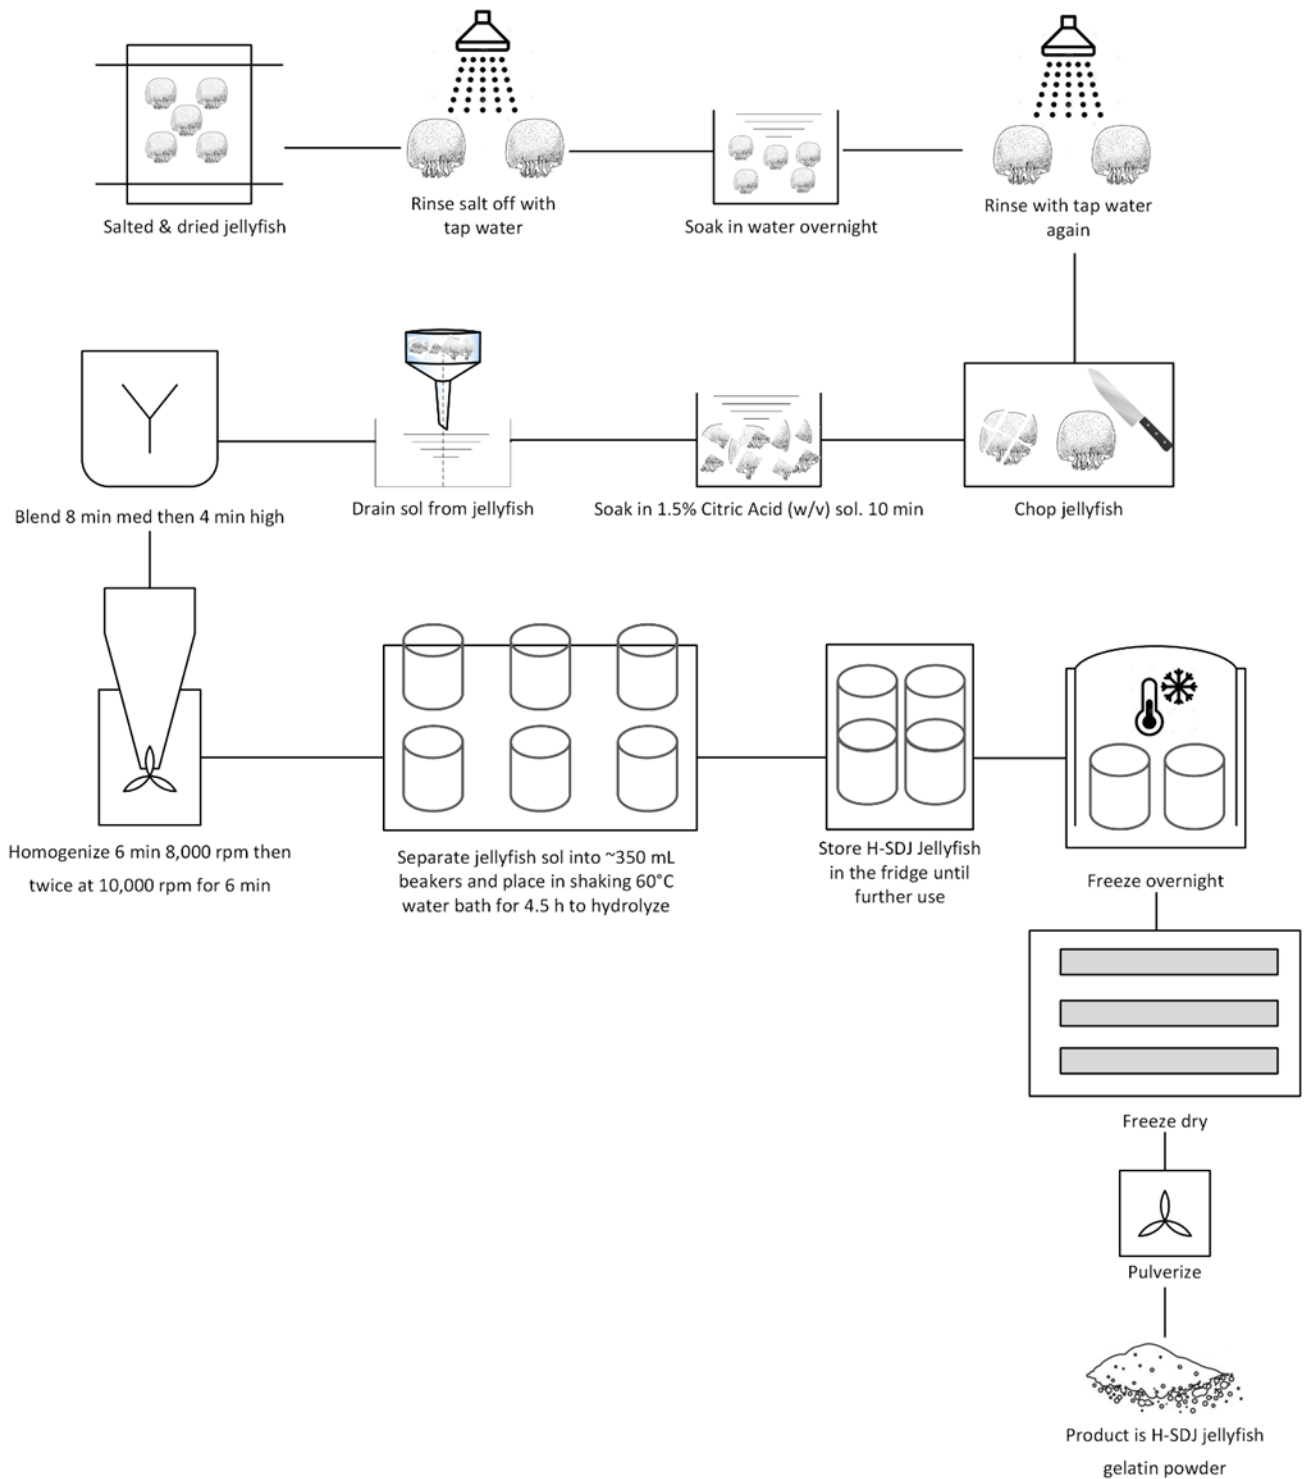 Salted & dried jellyfish
Rinse salt off with
tap water
Soak in water overnight
Rinse with tap water
again
Chop jellyfish
Soak in 1.5% Citric Acid (w/v) sol. 10 min
Drain sol from jellyfish
Blend 8 min med then 4 min high
Homogenize 6 min 8,000 rpm then
twice at 10,000 rpm for 6 min
Separate jellyfish sol into ~350 mL
beakers and place in shaking 60°C
water bath for 4.5 h to hydrolyze
Store H-SDJ Jellyfish
in the fridge until
further use
Freeze overnight
Freeze dry
Pulverize
Product is H-SDJ jellyfish
gelatin powder